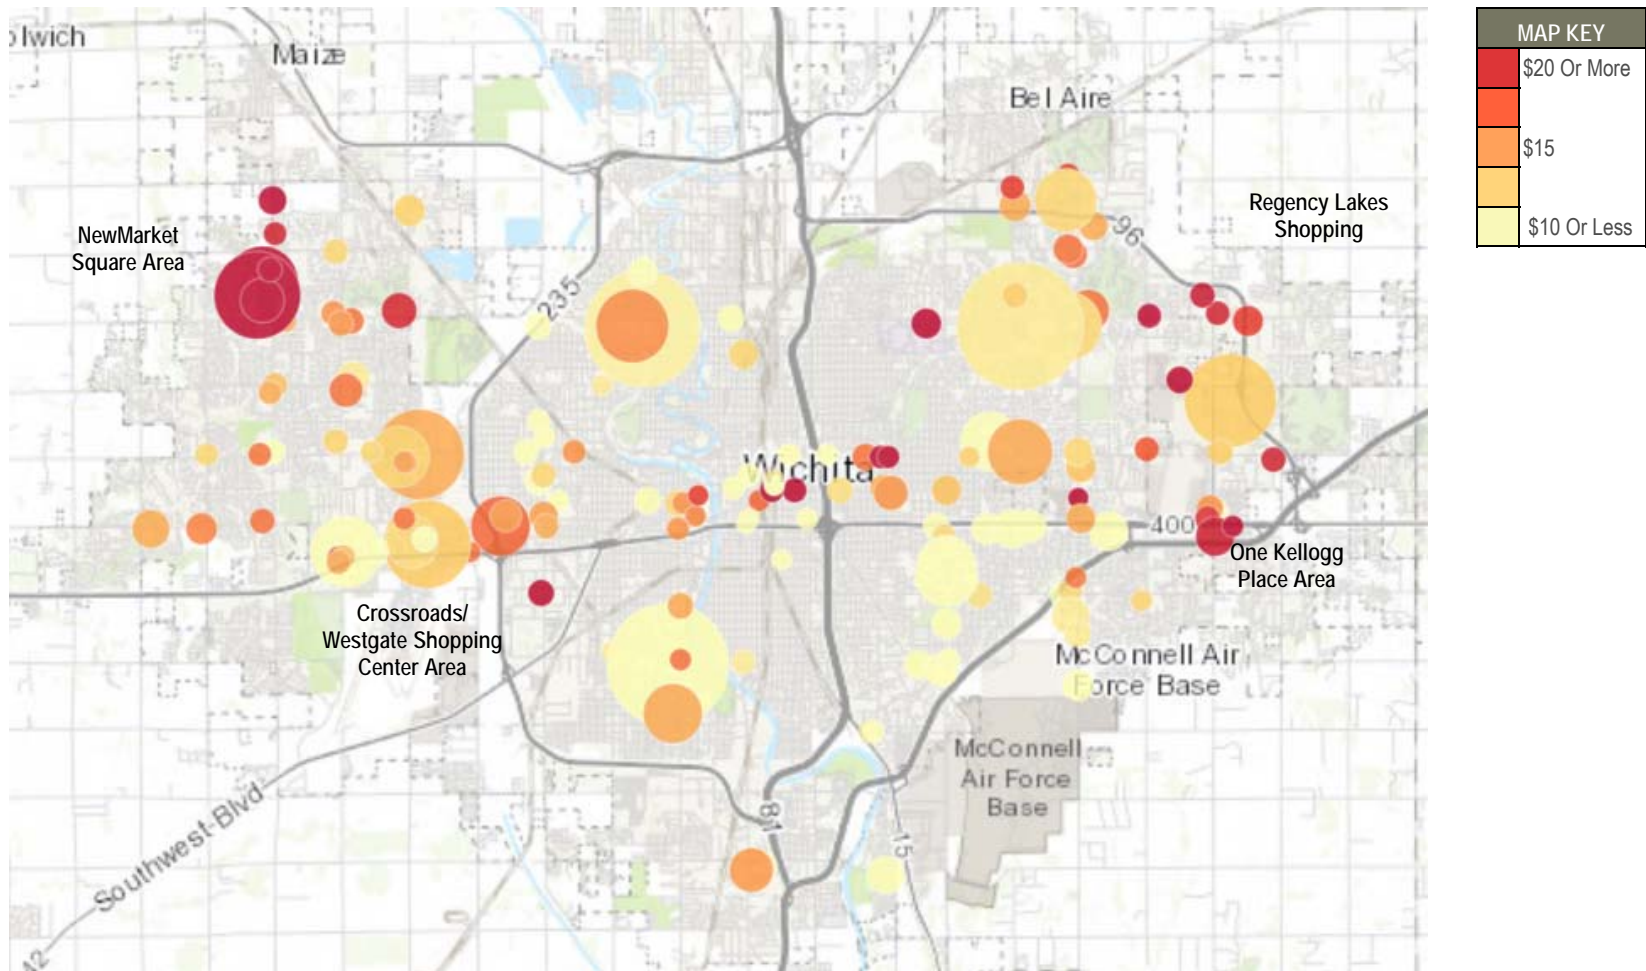 olwich
Maize
Bel Aire
MAP KEY
$20 Or More
$15
$10 Or Less
NewMarket
Square Area
Regency Lakes
Shopping
96
235
Wichita
400
One Kellogg
Place Area
Crossroads/
Westgate Shopping
Center Area
McConnell Air
Force Base
McConnell
Air Force
Base
Southwest Blvd
81
15
42